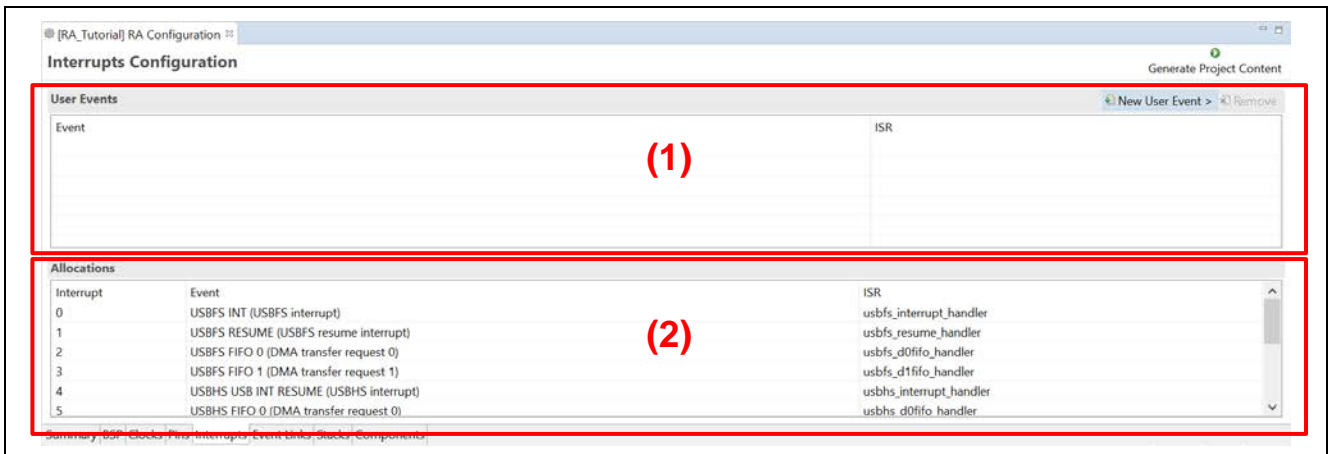 [RA_Tutorial] RA Configuration
Interrupts Configuration
Generate Project Content
User Events
New User Event > Remove
Event ISR
(1)
Allocations
Interrupt Event ISR
0 USBFS INT (USBFS interrupt) usbfs_interrupt_handler
1 USBFS RESUME (USBFS resume interrupt) usbfs_resume_handler
(2)
2 USBFS FIFO 0 (DMA transfer request 0) usbfs_d0fifo_handler
3 USBFS FIFO 1 (DMA transfer request 1) usbfs_d1fifo_handler
4 USBHS USB INT RESUME (USBHS interrupt) usbhs_interrupt_handler
5 USBHS FIFO 0 (DMA transfer request 0) usbhs_d0fifo_handler
Summary BSP Clocks Pins Interrupts Event Links Stacks Components